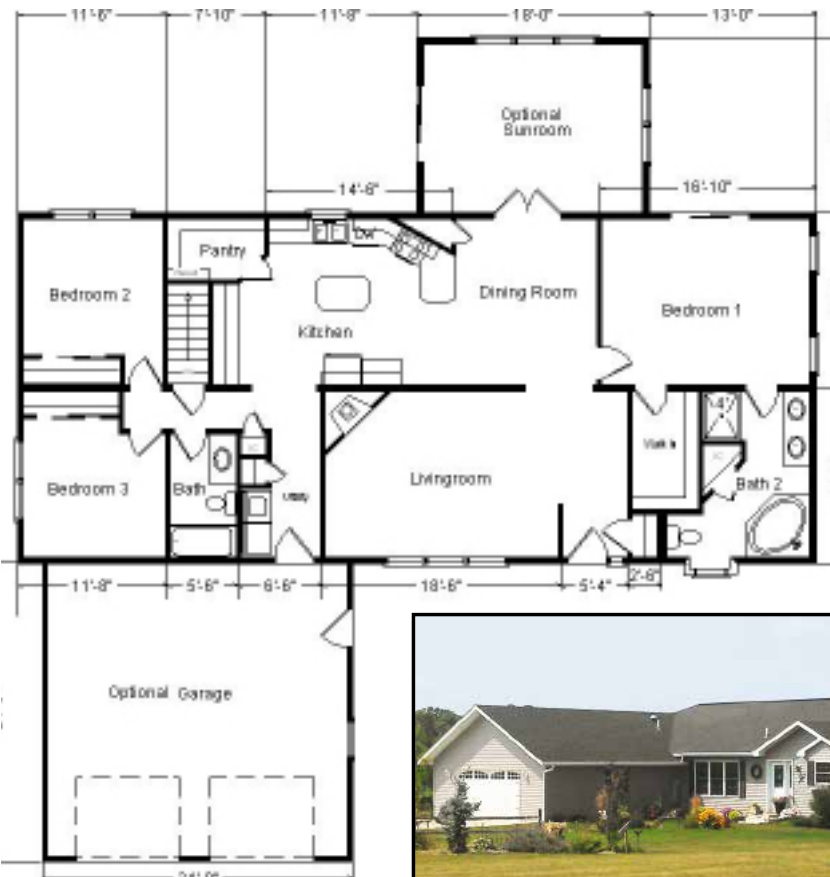 11'-6" 7'-10" 11'-8" 18'-0" 13'-0"
Optional
Sunroom
14'-6" 16'-10"
Pantry
DW
Bedroom 2
Dining Room
Bedroom 1
Kitchen
4'
Walk in
Bedroom 3
Bath
Utility
Livingroom
Bath 2
11'-8" 5'-6" 6'-6" 18'-6" 5'-4" 2'-6"
Optional Garage